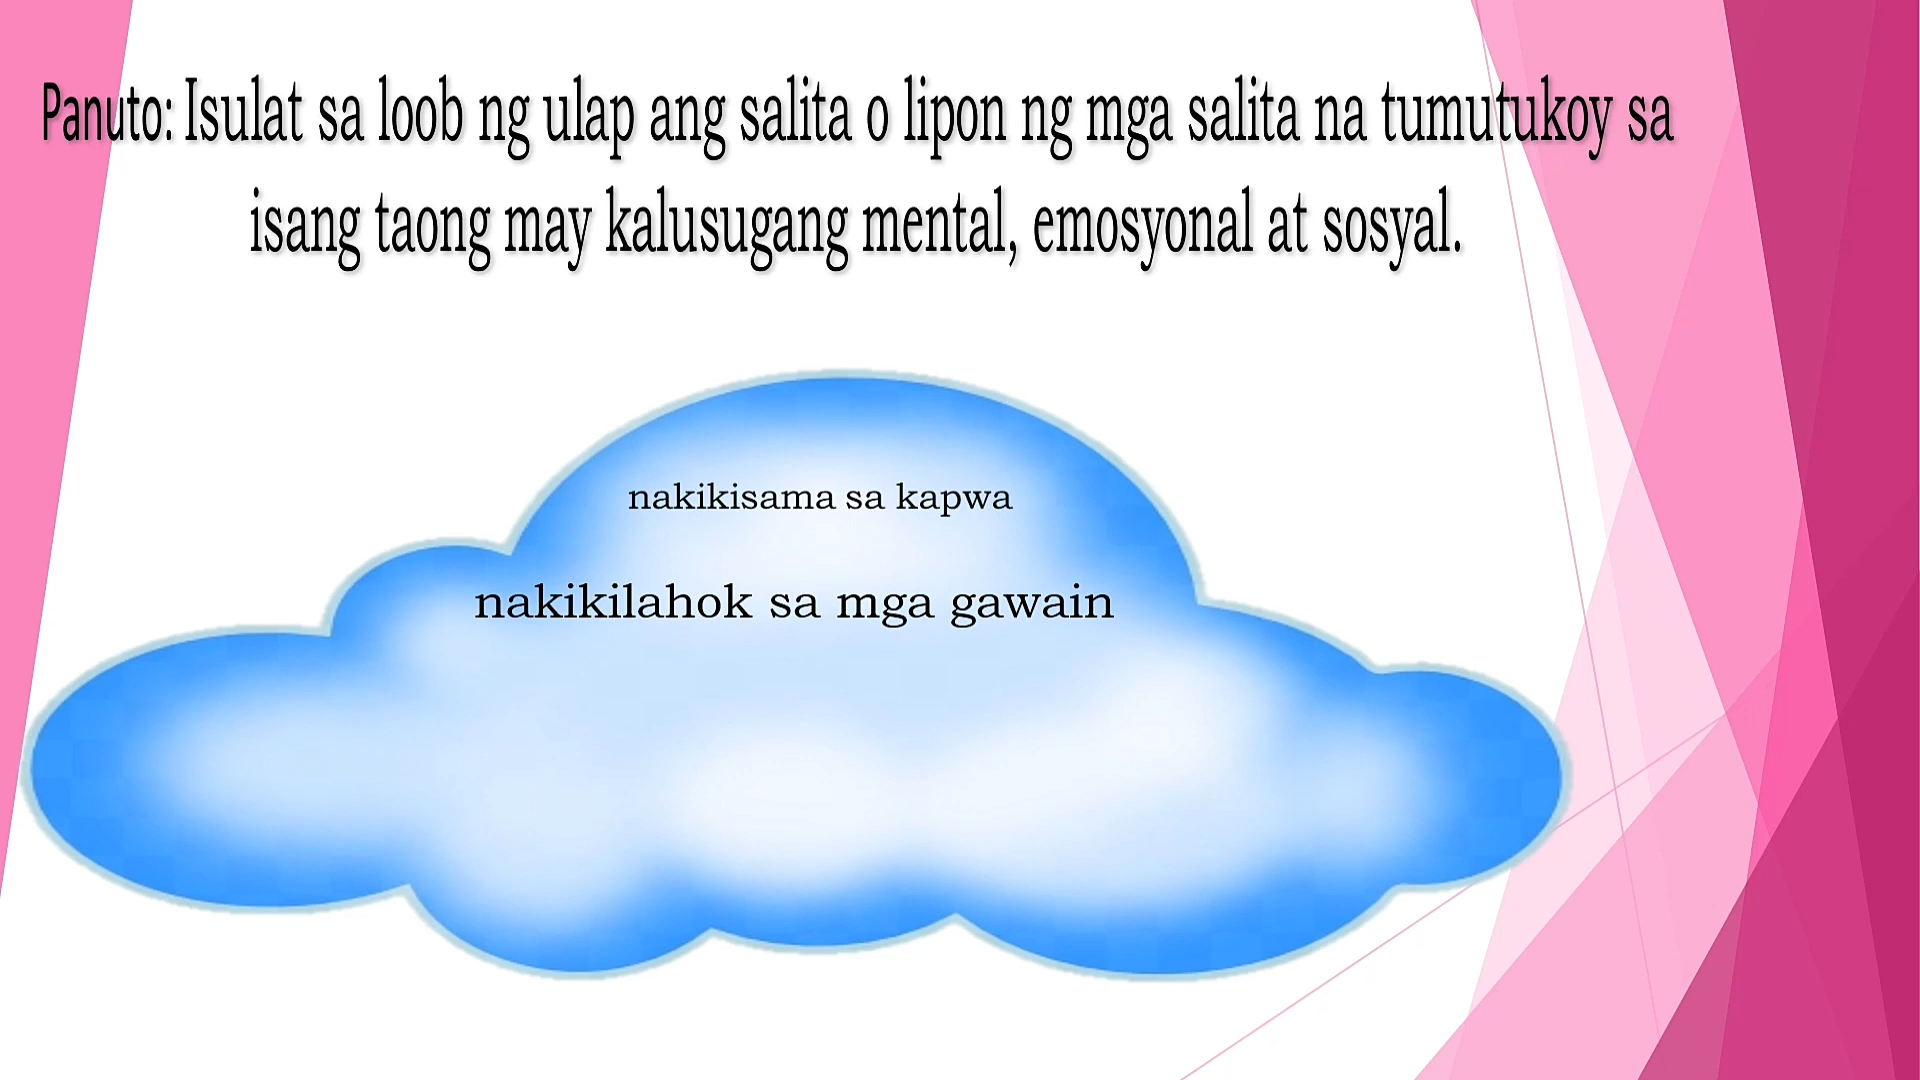 Panuto: Isulat sa loob ng ulap ang salita o lipon ng mga salita na tumutukoy sa
isang taong may kalusugang mental, emosyonal at sosyal.
nakikisama sa kapwa
nakikilahok sa mga gawain